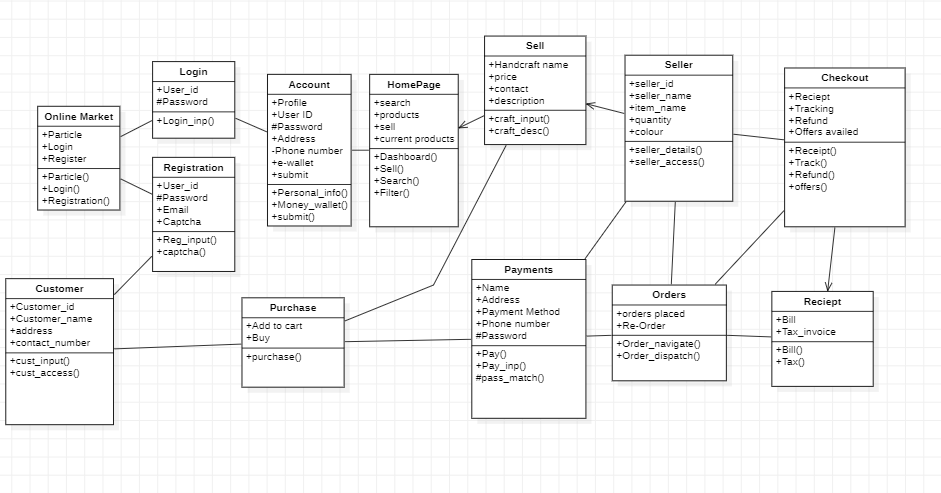 Online Market
+Particle
+Login
+Register
+Particle()
+Login()
+Registration()
Login
+User_id
#Password
+Login_inp()
Registration
+User_id
#Password
+Email
+Captcha
+Reg_input()
+captcha()
Account
+Profile
+User ID
#Password
+Address
-Phone number
+e-wallet
+submit
+Personal_info()
+Money_wallet()
+submit()
HomePage
+search
+products
+sell
+current products
+Dashboard()
+Sell()
+Search()
+Filter()
Sell
+Handcraft name
+price
+contact
+description
+craft_input()
+craft_desc()
Seller
+seller_id
+seller_name
+item_name
+quantity
+colour
+seller_details()
+seller_access()
Checkout
+Reciept
+Tracking
+Refund
+Offers availed
+Receipt()
+Track()
+Refund()
+offers()
Customer
+Customer_id
+Customer_name
+address
+contact_number
+cust_input()
+cust_access()
Purchase
+Add to cart
+Buy
+purchase()
Payments
+Name
+Address
+Payment Method
+Phone number
#Password
+Pay()
+Pay_inp()
#pass_match()
Orders
+orders placed
+Re-Order
+Order_navigate()
+Order_dispatch()
Reciept
+Bill
+Tax_invoice
+Bill()
+Tax()